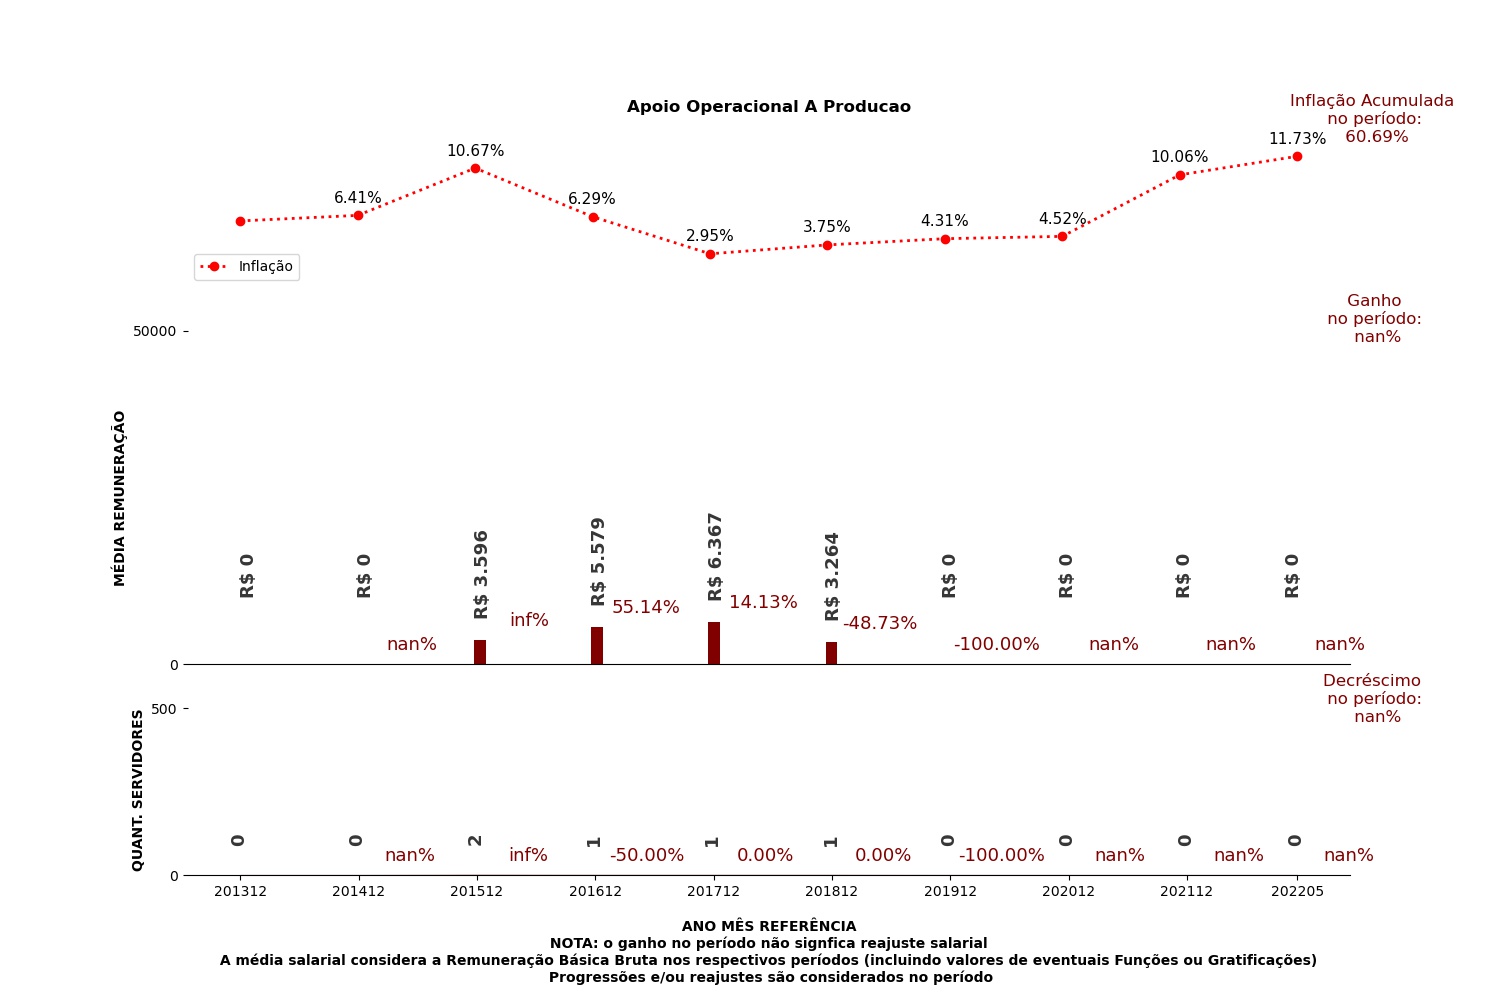 Apoio Operacional A Producao
Inflação Acumulada
no período:
60.69%
6.41%
10.67%
6.29%
2.95%
3.75%
4.31%
4.52%
10.06%
11.73%
Inflação
Ganho
no período:
nan%
50000
0
MÉDIA REMUNERAÇÃO
R$ 0
R$ 0
R$ 3.596
R$ 5.579
R$ 6.367
R$ 3.264
R$ 0
R$ 0
R$ 0
R$ 0
nan%
inf%
55.14%
14.13%
-48.73%
-100.00%
nan%
nan%
nan%
Decréscimo
no período:
nan%
500
0
QUANT. SERVIDORES
0
0
2
1
1
1
0
0
0
0
nan%
inf%
-50.00%
0.00%
0.00%
-100.00%
nan%
nan%
nan%
201312
201412
201512
201612
201712
201812
201912
202012
202112
202205
ANO MÊS REFERÊNCIA
NOTA: o ganho no período não signfica reajuste salarial
A média salarial considera a Remuneração Básica Bruta nos respectivos períodos (incluindo valores de eventuais Funções ou Gratificações)
Progressões e/ou reajustes são considerados no período